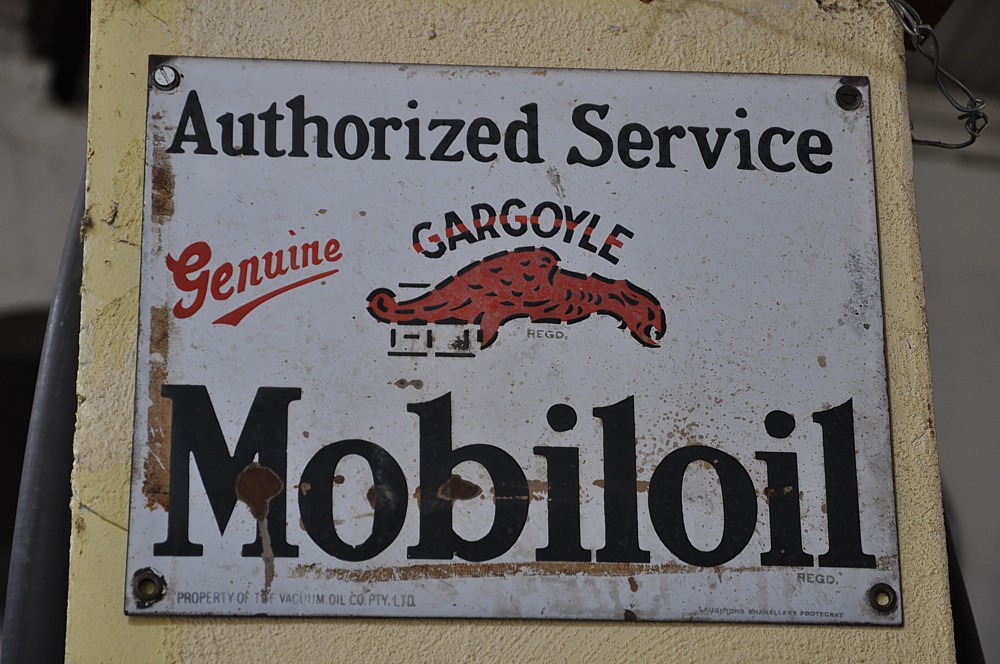 Authorized Service
GARGOYLE
Genuine
REGD.
Mobiloil
REGD.
PROPERTY OF THE VACUUM OIL CO. PTY. LTD.